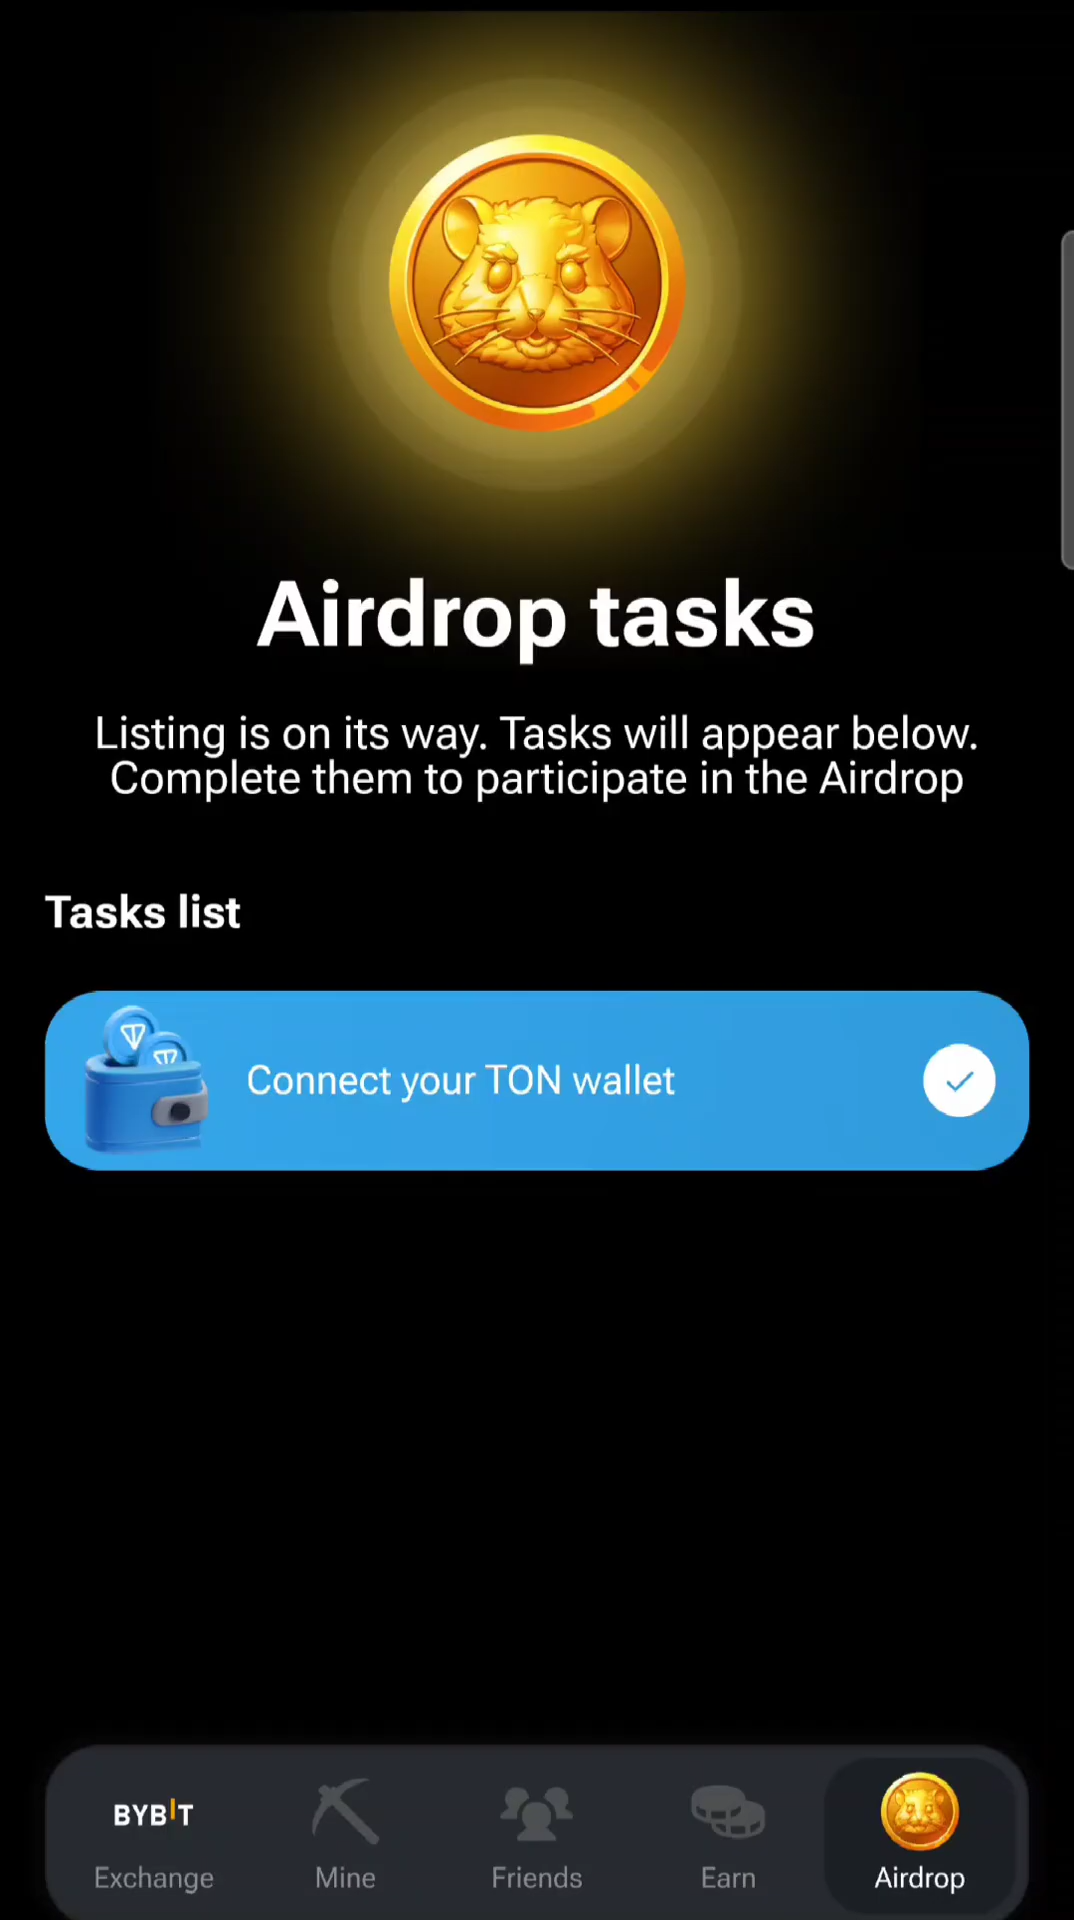 Airdrop tasks
Listing is on its way. Tasks will appear below.
Complete them to participate in the Airdrop
Tasks list
Connect your TON wallet
BYBIT
Exchange
Mine
Friends
Earn
Airdrop